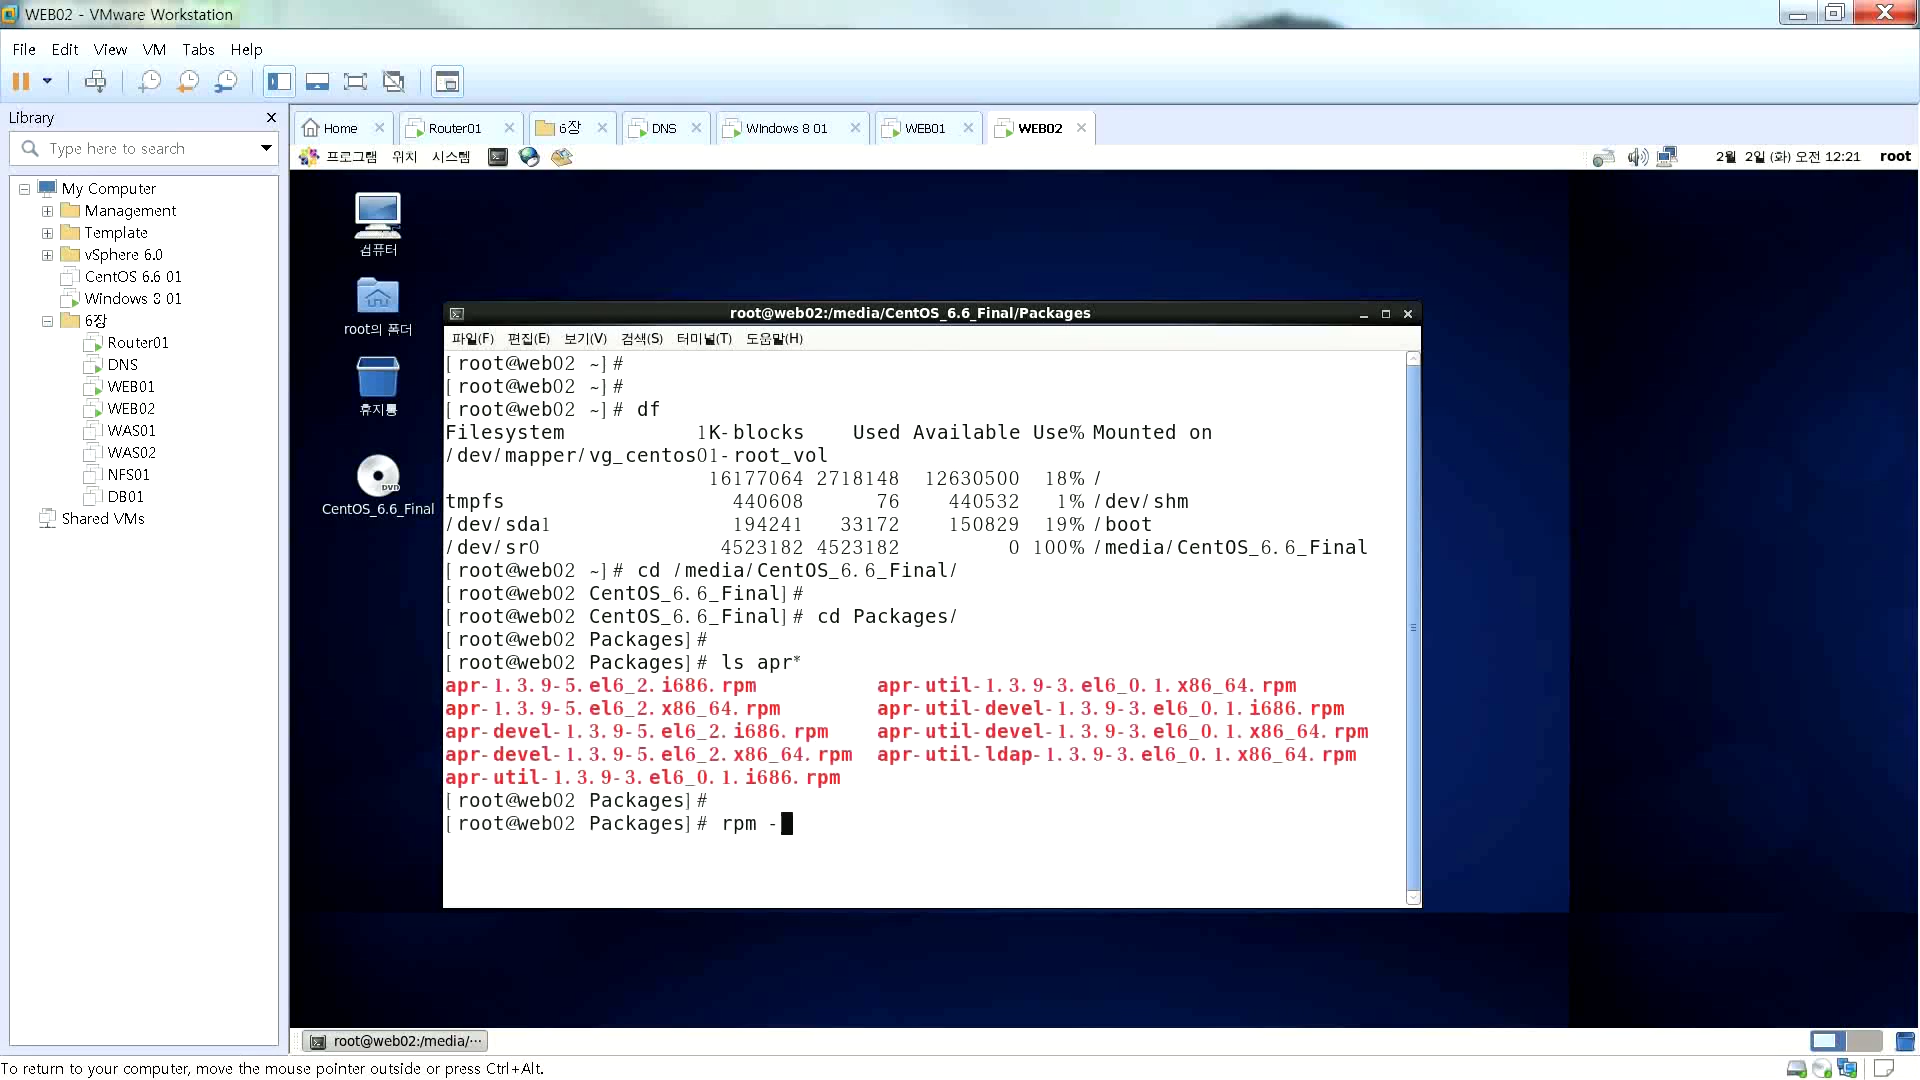 WEB02 - VMware Workstation
File Edit View VM Tabs Help
Library
Type here to search
My Computer
Management
Template
vSphere 6.0
CentOS 6.6 01
Windows 8 01
6장
Router01
DNS
WEB01
WEB02
WAS01
WAS02
NFS01
DB01
Shared VMs
Home Router01 6장 DNS Windows 8 01 WEB01 WEB02
프로그램 위치 시스템 2월 2일 (화) 오전 12:21 root
컴퓨터
root의 폴더
휴지통
DVD
CentOS_6.6_Final
root@web02:/media/CentOS_6.6_Final/Packages
파일(F) 편집(E) 보기(V) 검색(S) 터미널(T) 도움말(H)
[root@web02 ~]#
[root@web02 ~]#
[root@web02 ~]# df
Filesystem 1K-blocks Used Available Use% Mounted on
/dev/mapper/vg_centos01-root_vol
16177064 2718148 12630500 18% /
tmpfs 440608 76 440532 1% /dev/shm
/dev/sda1 194241 33172 150829 19% /boot
/dev/sr0 4523182 4523182 0 100% /media/CentOS_6.6_Final
[root@web02 ~]# cd /media/CentOS_6.6_Final/
[root@web02 CentOS_6.6_Final]#
[root@web02 CentOS_6.6_Final]# cd Packages/
[root@web02 Packages]#
[root@web02 Packages]# ls apr*
apr-1.3.9-5.el6_2.i686.rpm apr-util-1.3.9-3.el6_0.1.x86_64.rpm
apr-1.3.9-5.el6_2.x86_64.rpm apr-util-devel-1.3.9-3.el6_0.1.i686.rpm
apr-devel-1.3.9-5.el6_2.i686.rpm apr-util-devel-1.3.9-3.el6_0.1.x86_64.rpm
apr-devel-1.3.9-5.el6_2.x86_64.rpm apr-util-ldap-1.3.9-3.el6_0.1.x86_64.rpm
apr-util-1.3.9-3.el6_0.1.i686.rpm
[root@web02 Packages]#
[root@web02 Packages]# rpm -
root@web02:/media/···
To return to your computer, move the mouse pointer outside or press Ctrl+Alt.